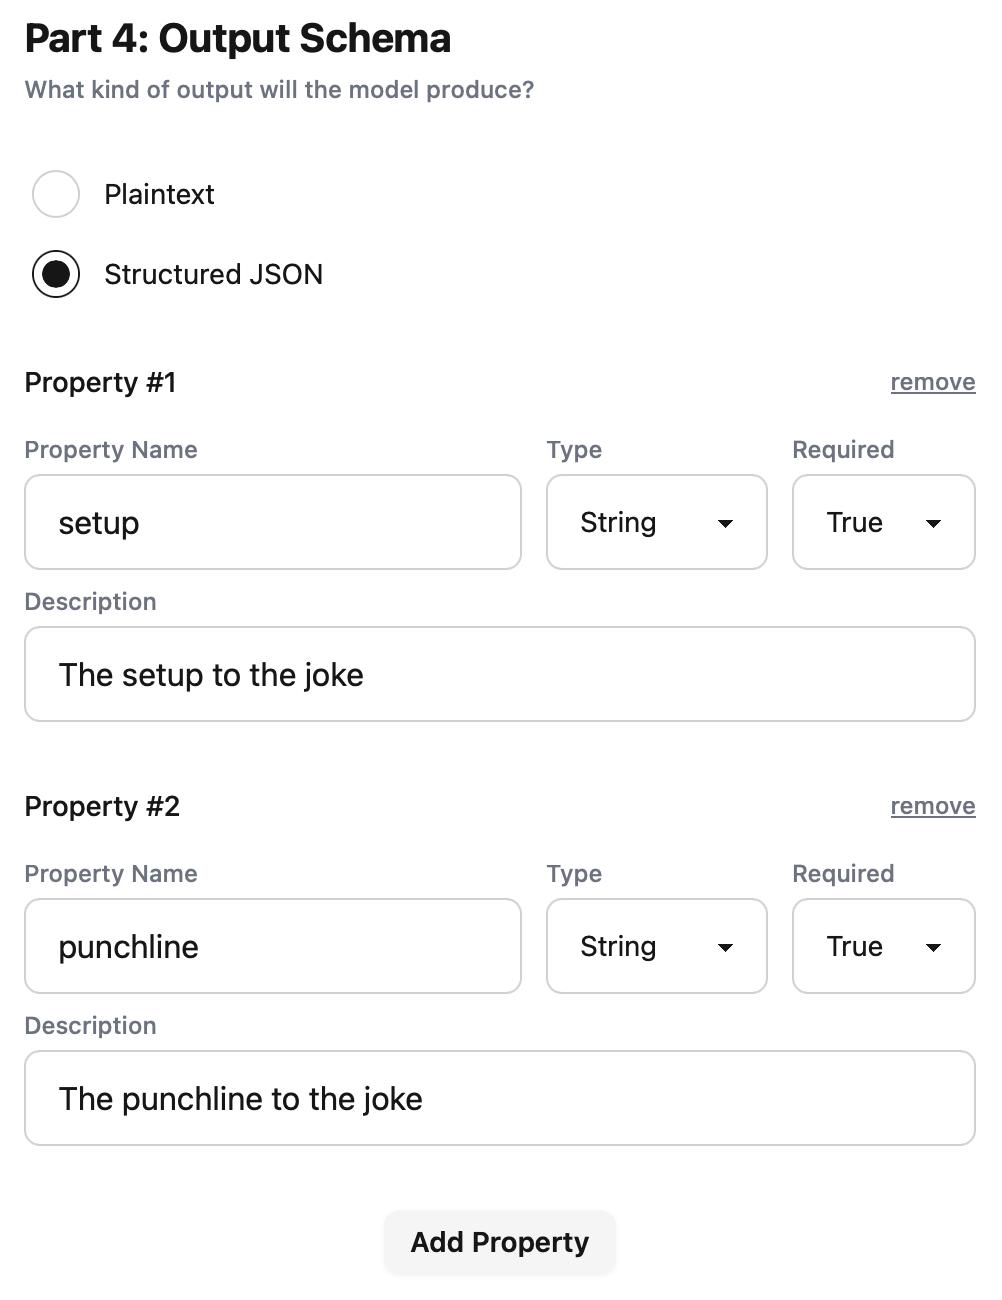 Part 4: Output Schema
What kind of output will the model produce?
Plaintext
Structured JSON
Property #1 remove
Property Name Type Required
setup String True
Description
The setup to the joke
Property #2 remove
Property Name Type Required
punchline String True
Description
The punchline to the joke
Add Property